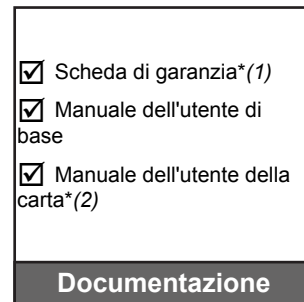 ☑ Scheda di garanzia*(1)
☑ Manuale dell'utente di
base
☑ Manuale dell'utente della
carta*(2)
Documentazione